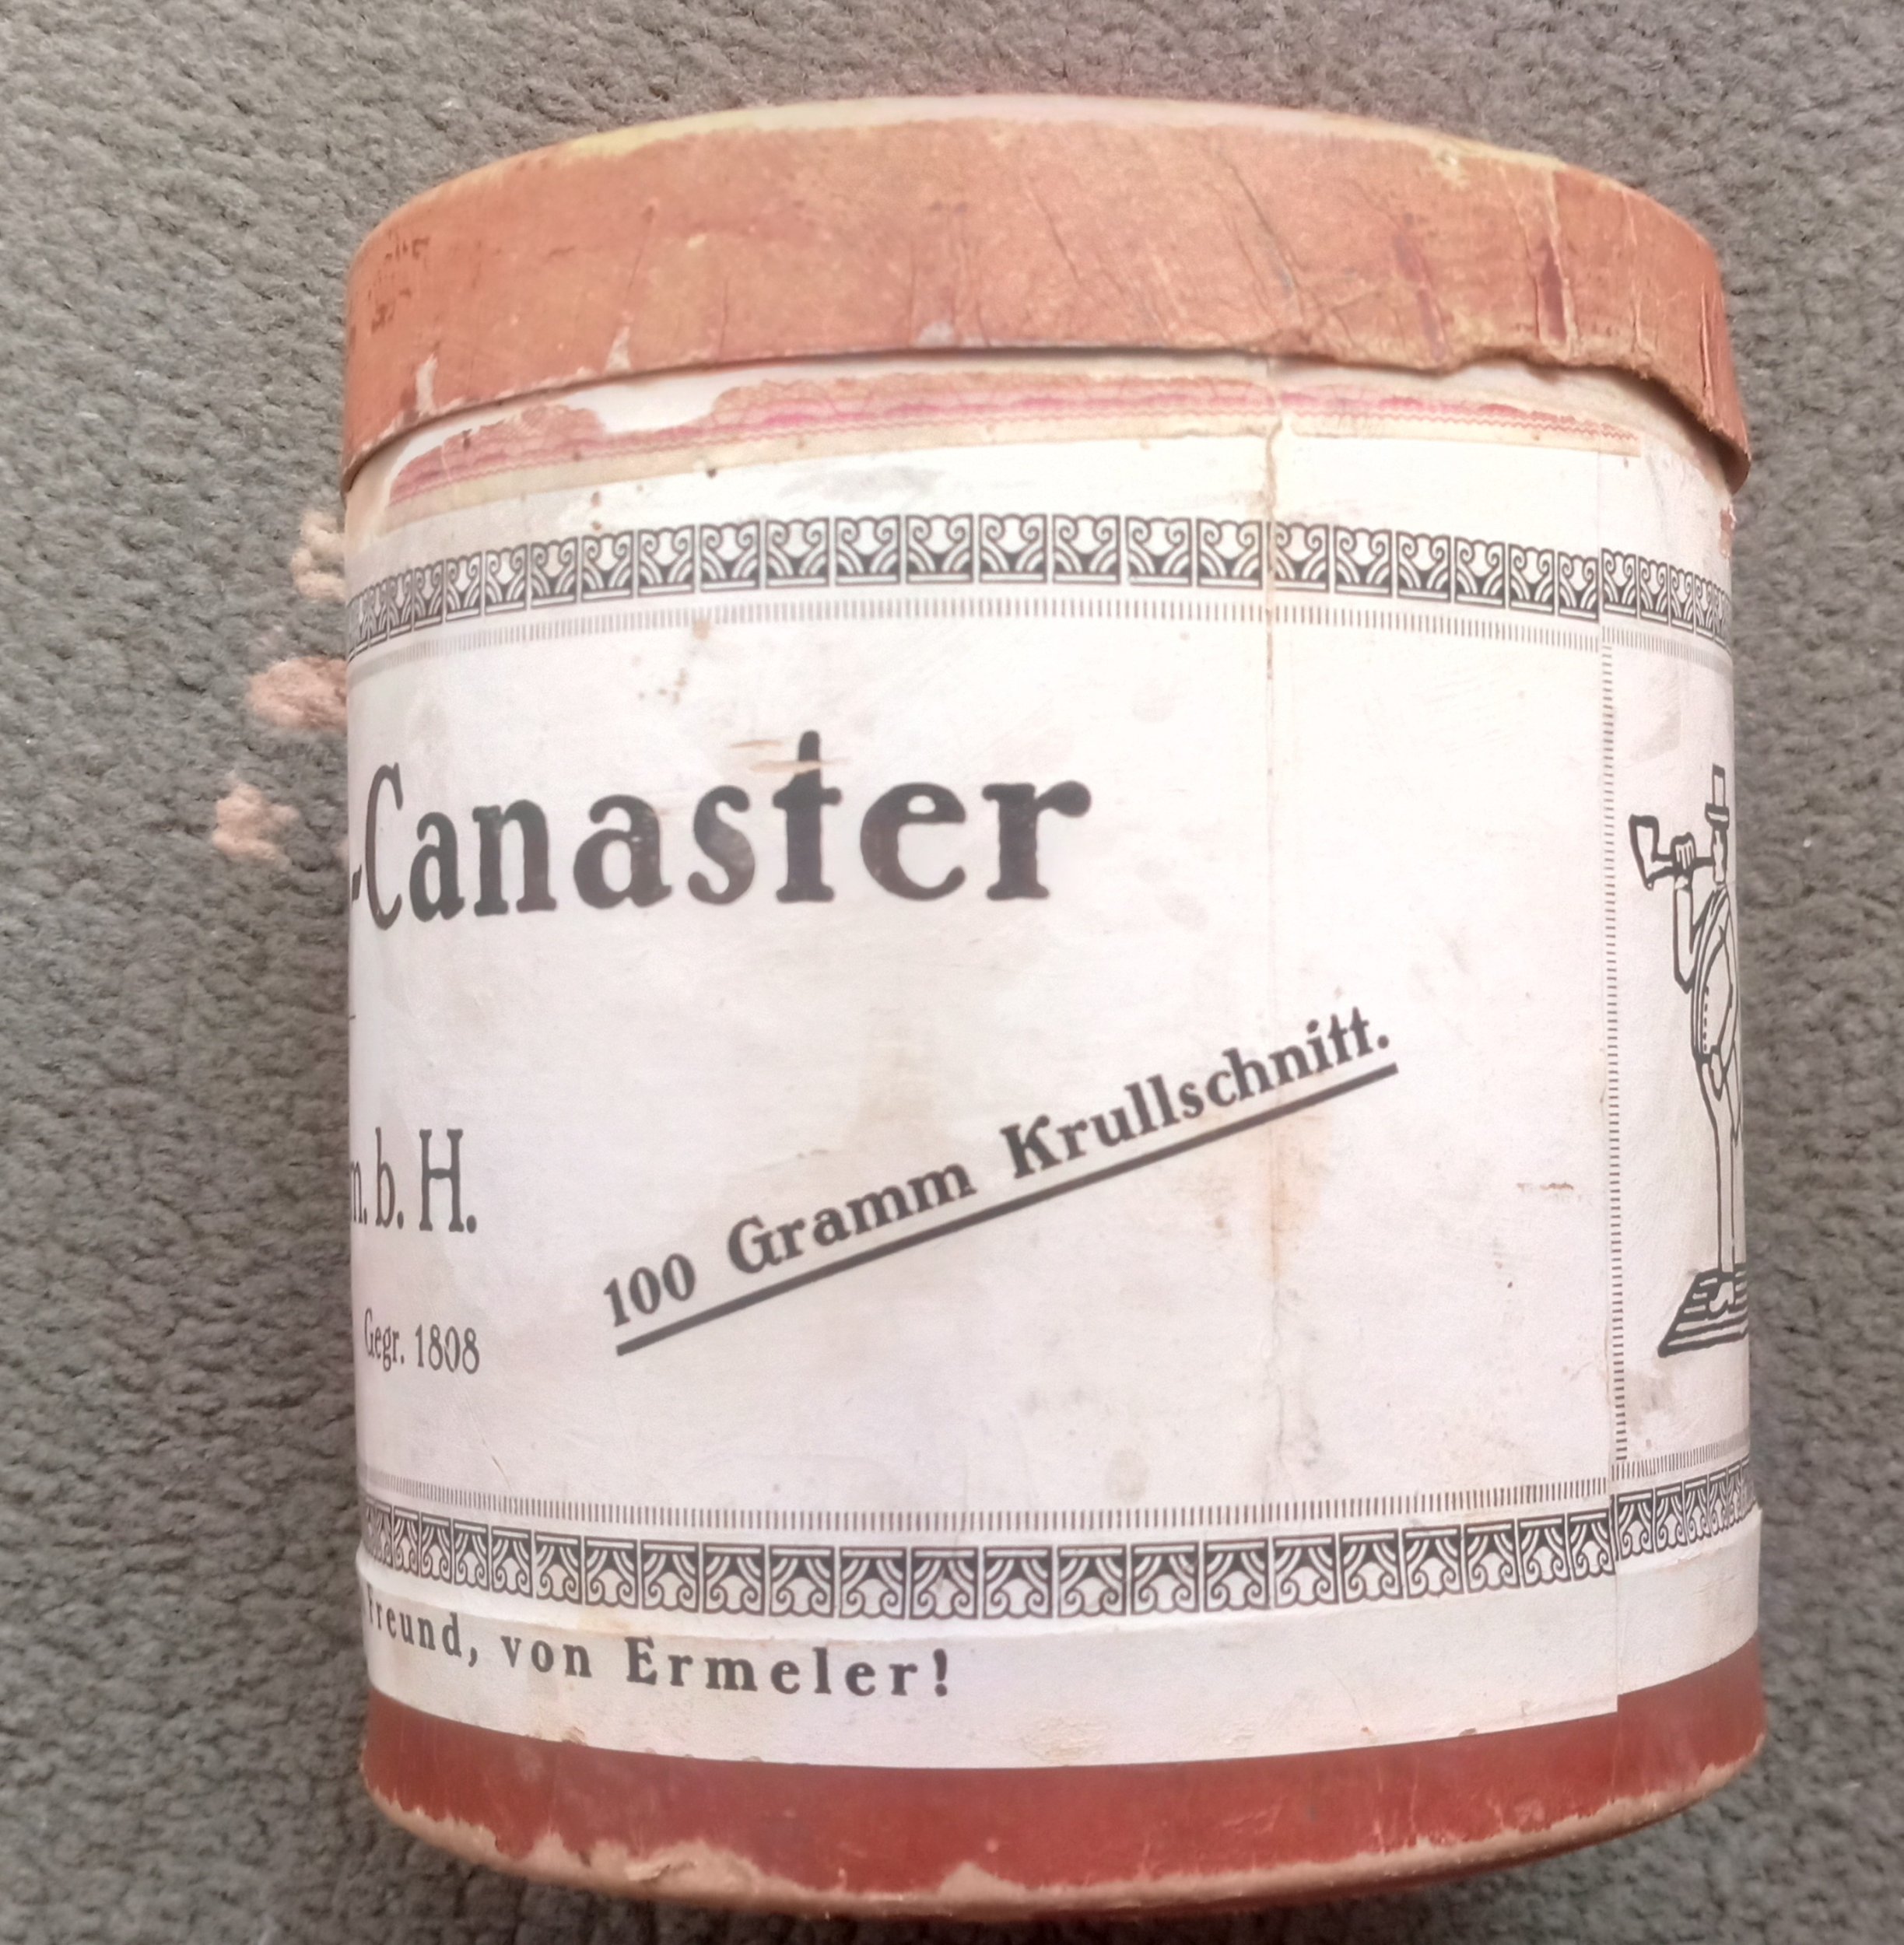 -Canaster
100 Gramm Krullschnitt.
m. b. H.
Gegr. 1808
Freund, von Ermeler!